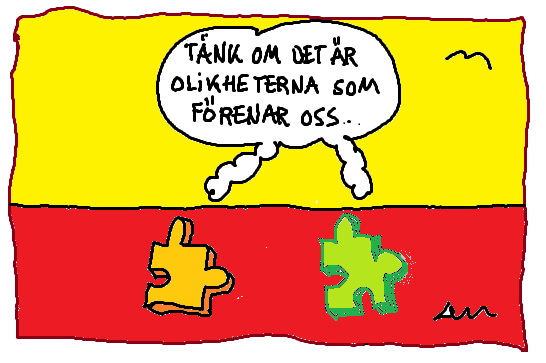 TÄNK OM DET ÄR
OLIKHETERNA SOM
FÖRENAR OSS...